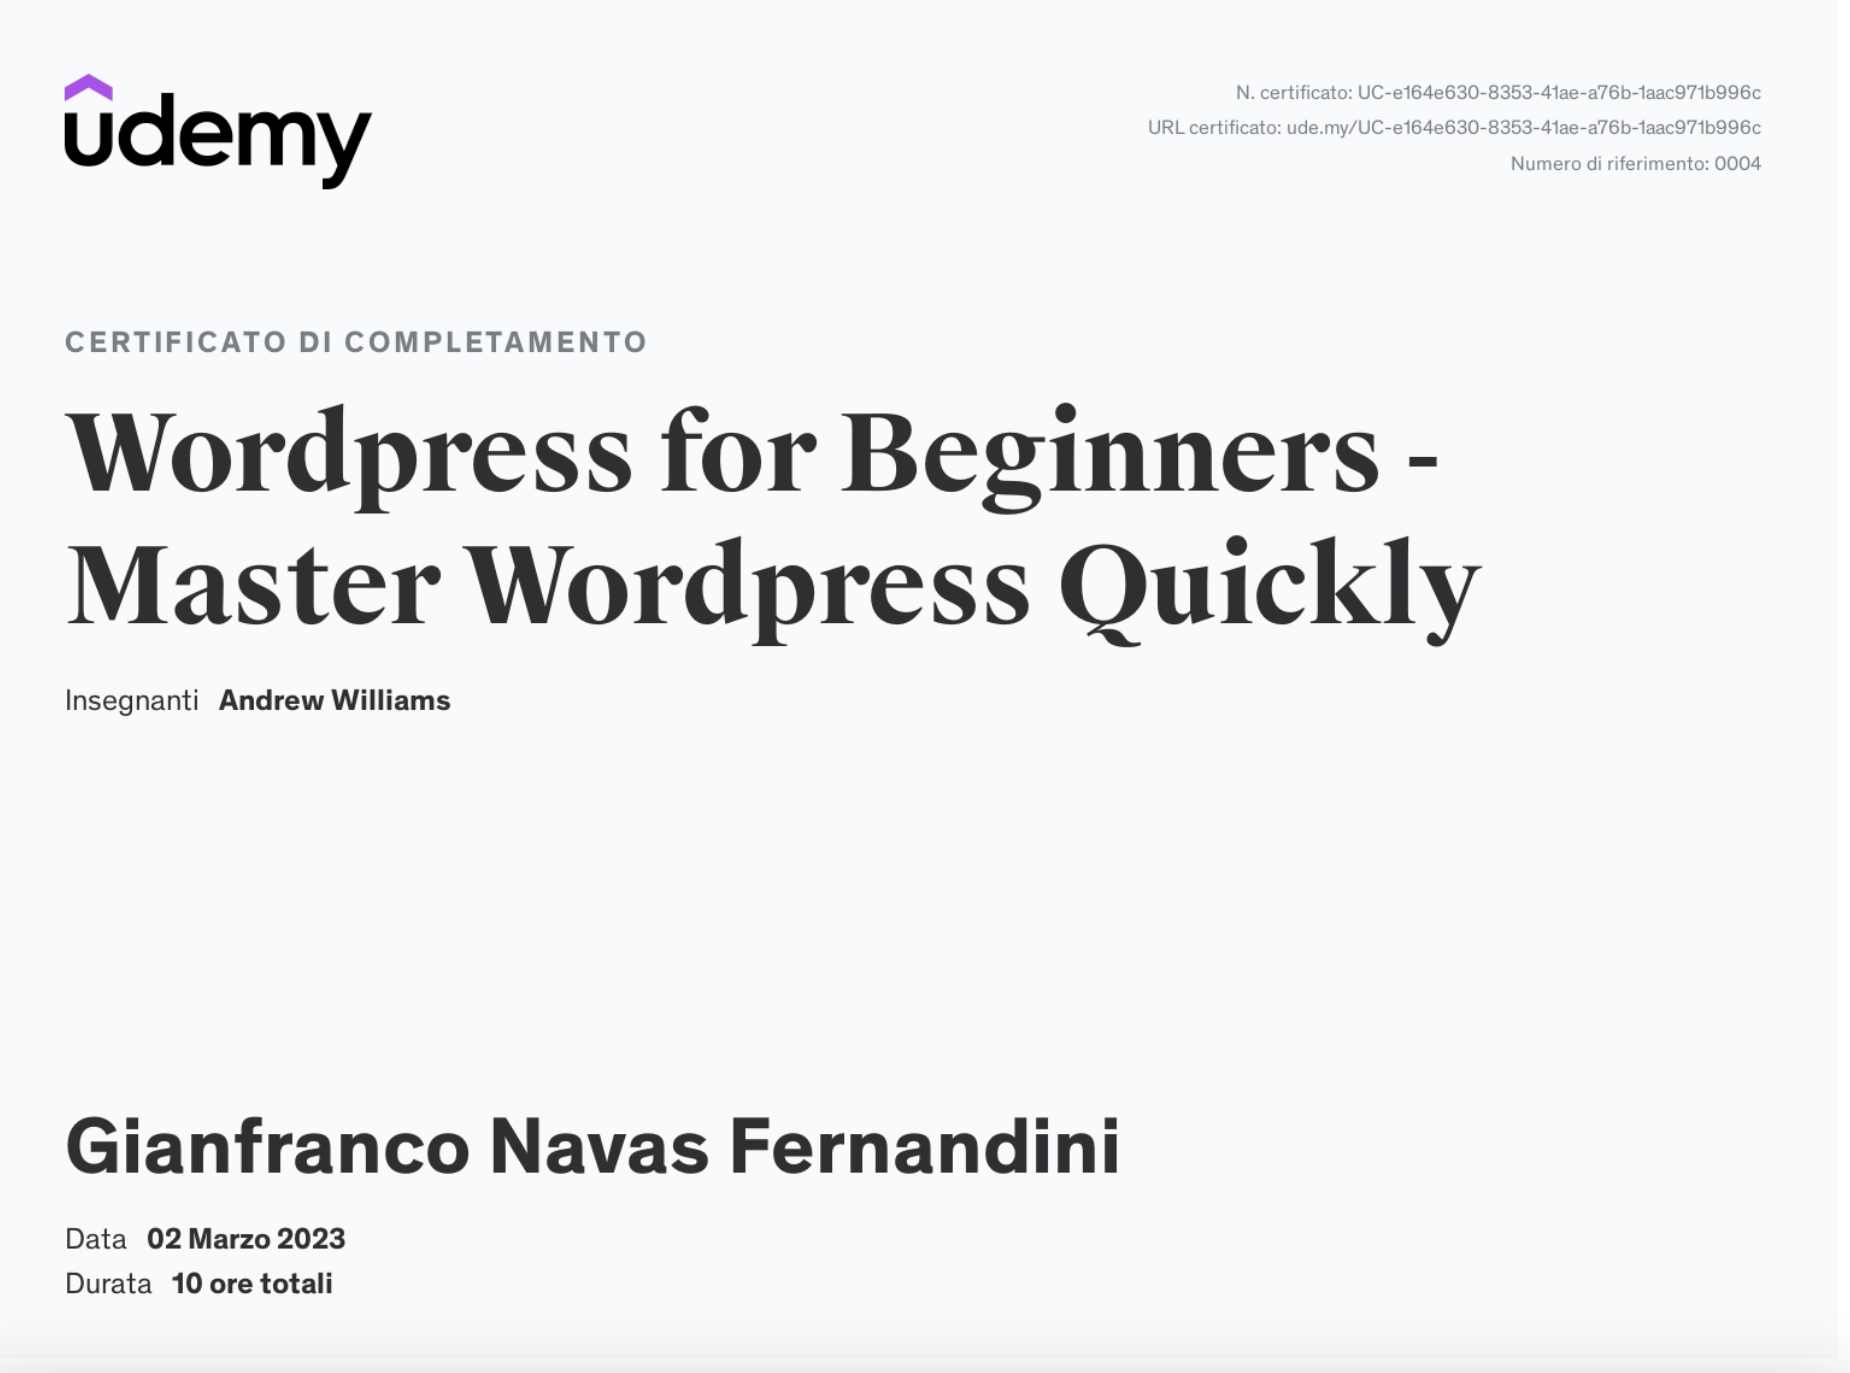 udemy
N. certificato: UC-e164e630-8353-41ae-a76b-1aac971b996c
URL certificato: ude.my/UC-e164e630-8353-41ae-a76b-1aac971b996c
Numero di riferimento: 0004
CERTIFICATO DI COMPLETAMENTO
Wordpress for Beginners -
Master Wordpress Quickly
Insegnanti Andrew Williams
Gianfranco Navas Fernandini
Data 02 Marzo 2023
Durata 10 ore totali